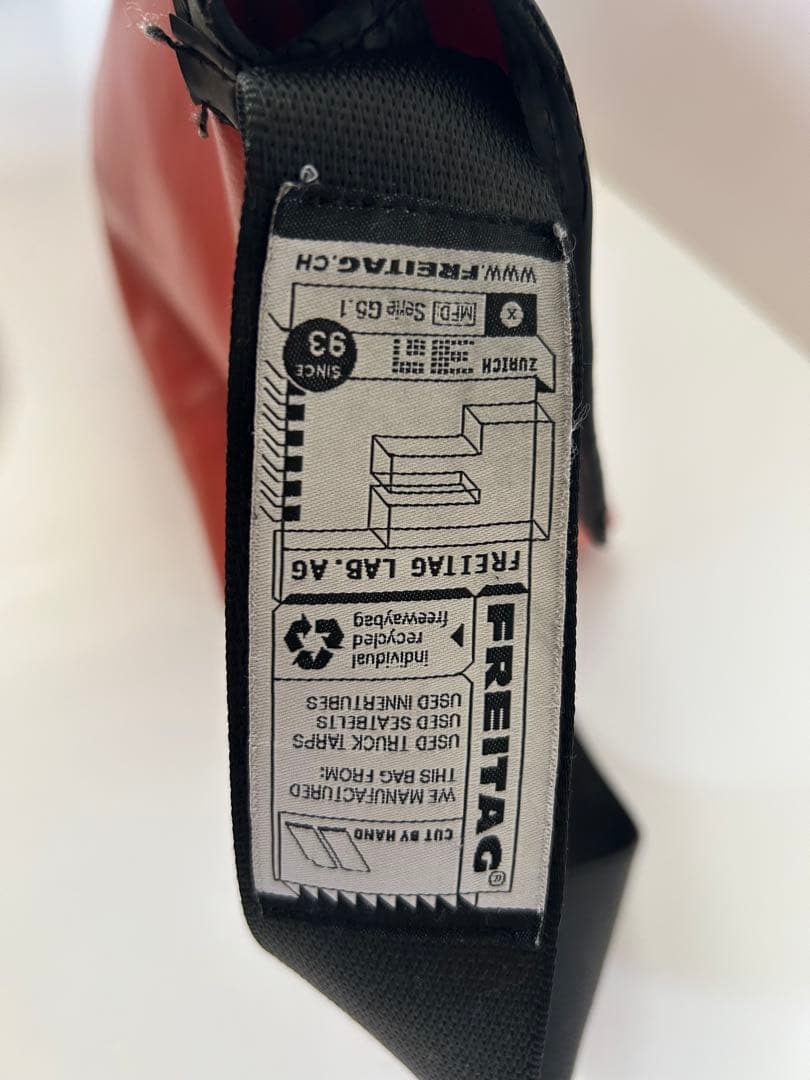 FREITAG®
CUT BY HAND
WE MANUFACTURED
THIS BAG FROM:
USED TRUCK TARPS
USED SEATBELTS
USED INNERTUBES
individual
recycled
freewaybag
FREITAG LAB. AG
ZURICH
SINCE
93
X MFD. Serie G5.1
WWW.FREITAG.CH